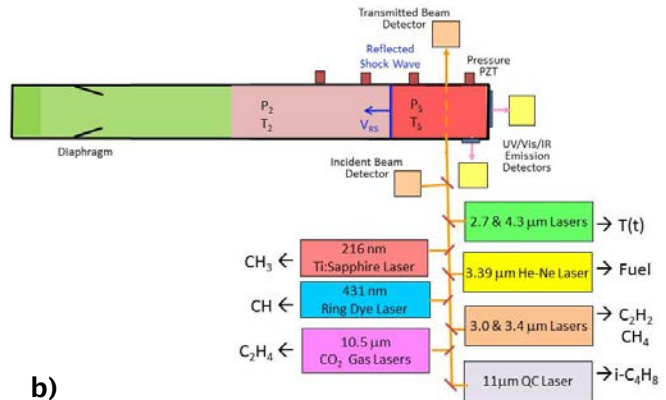 Transmitted Beam
Detector
Reflected
Shock Wave
Pressure
PZT
P₂
T₂
V_RS
P₅
T₅
Diaphragm
Incident Beam
Detector
UV/Vis/IR
Emission
Detectors
2.7 & 4.3 µm Lasers
→ T(t)
216 nm
Ti:Sapphire Laser
CH₃ ←
3.39 µm He-Ne Laser
→ Fuel
431 nm
Ring Dye Laser
CH ←
3.0 & 3.4 µm Lasers
→ C₂H₂
CH₄
10.5 µm
CO₂ Gas Lasers
C₂H₄ ←
11µm QC Laser
→i-C₄H₈
b)